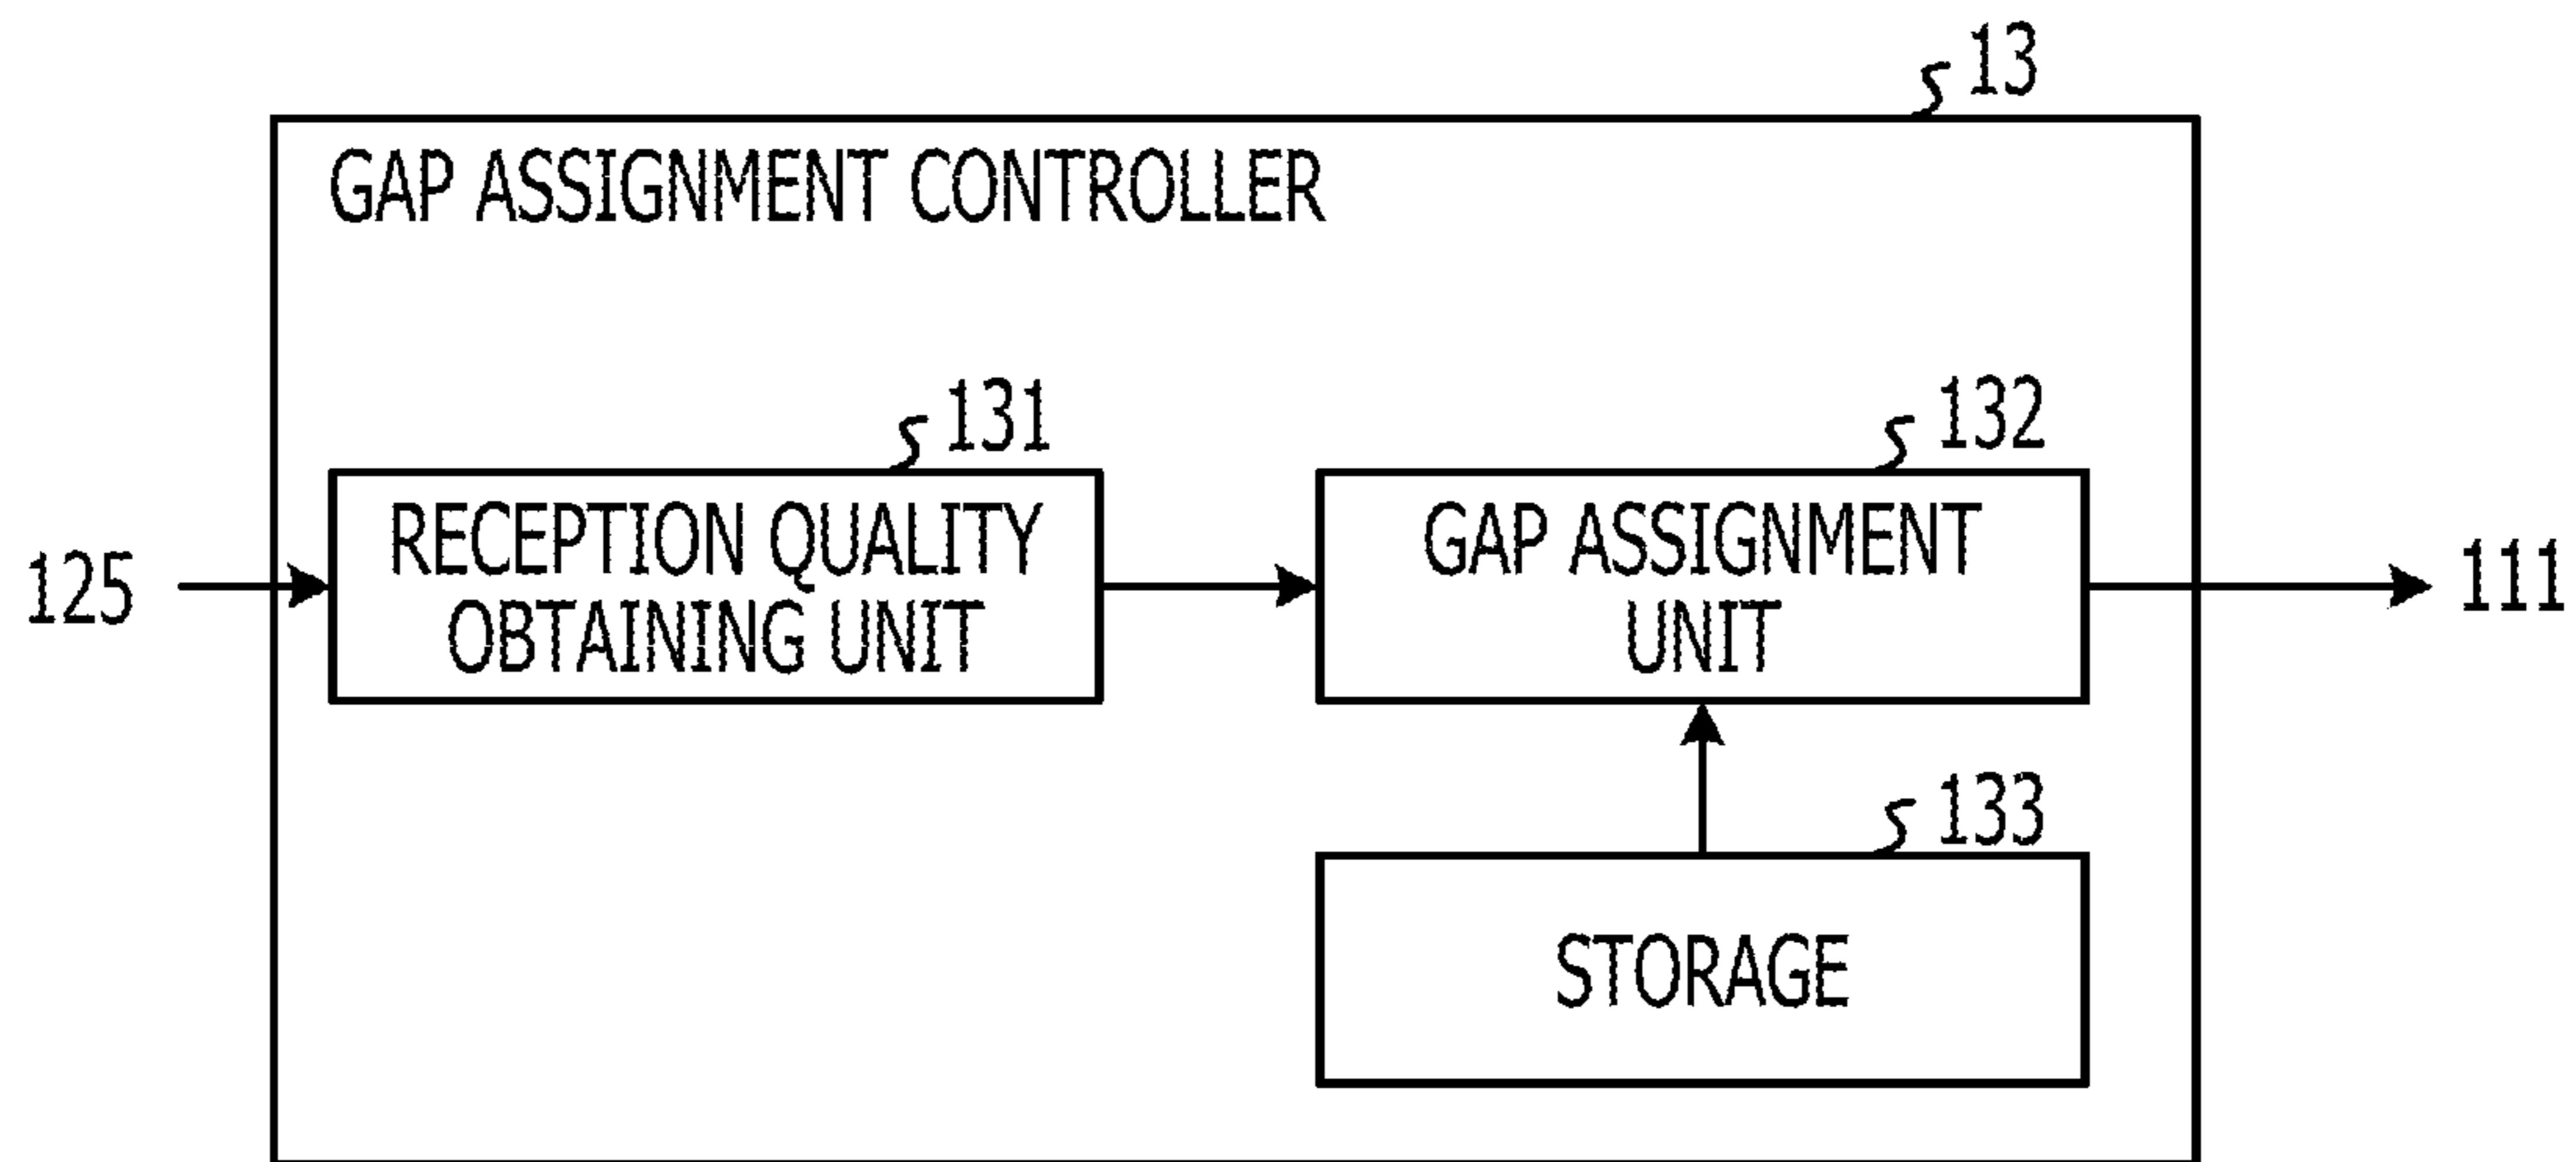 13
GAP ASSIGNMENT CONTROLLER
131
132
RECEPTION QUALITY
OBTAINING UNIT
GAP ASSIGNMENT
UNIT
125
111
133
STORAGE